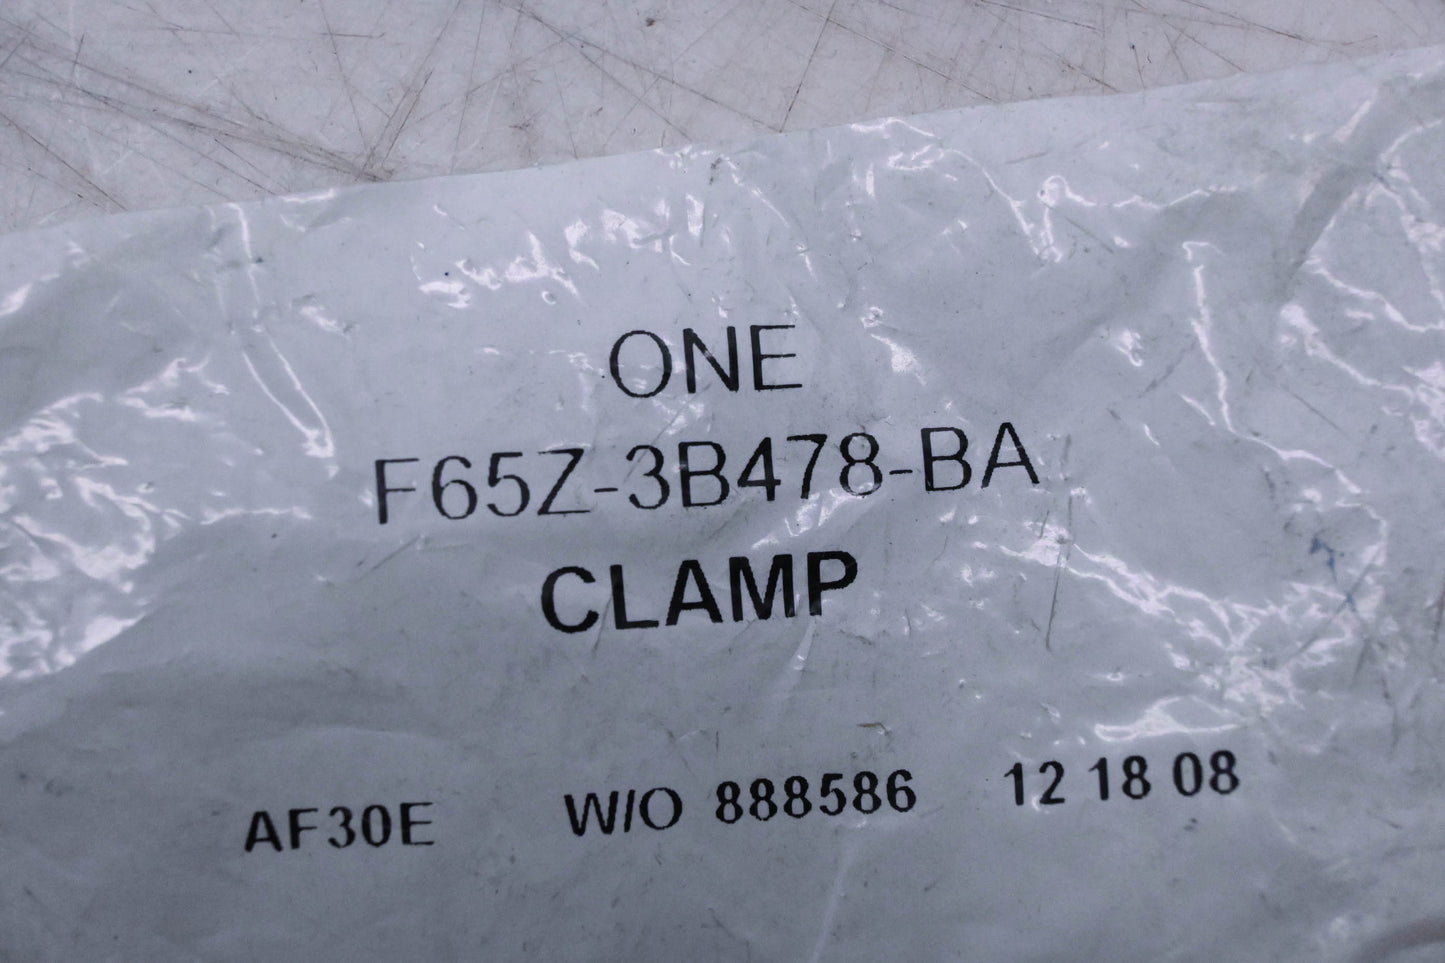 ONE
F65Z-3B478-BA
CLAMP
AF30E W/O 888586 12 18 08